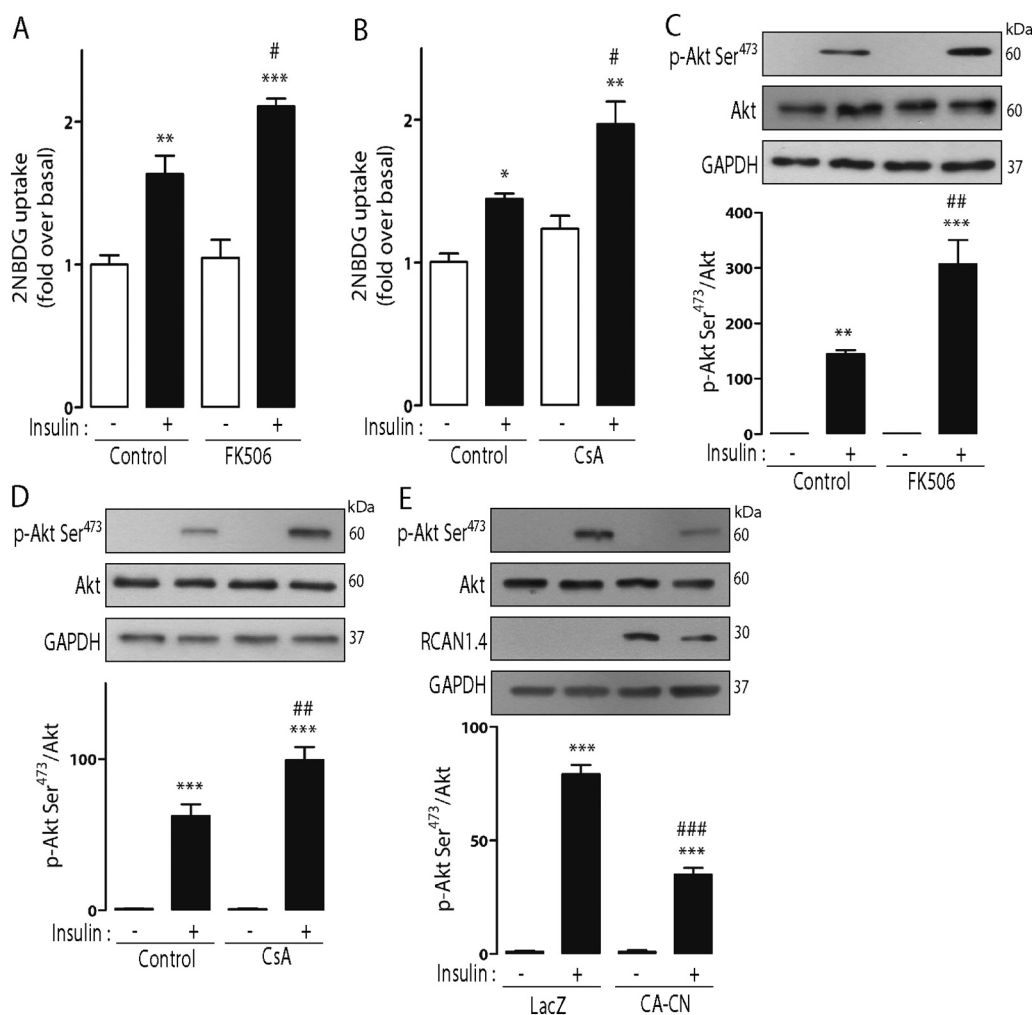 A
2NBDG uptake
(fold over basal)
2
1
0
**
#
***
Insulin : - + - +
Control FK506
B
2NBDG uptake
(fold over basal)
2
1
0
*
#
**
Insulin : - + - +
Control CsA
C
kDa
p-Akt Ser473 60
Akt 60
GAPDH 37
p-Akt Ser473/Akt
400
300
200
100
0
**
##
***
Insulin : - + - +
Control FK506
D
kDa
p-Akt Ser473 60
Akt 60
GAPDH 37
p-Akt Ser473/Akt
100
0
***
##
***
Insulin : - + - +
Control CsA
E
kDa
p-Akt Ser473 60
Akt 60
RCAN1.4 30
GAPDH 37
p-Akt Ser473/Akt
100
50
0
***
###
***
Insulin : - + - +
LacZ CA-CN